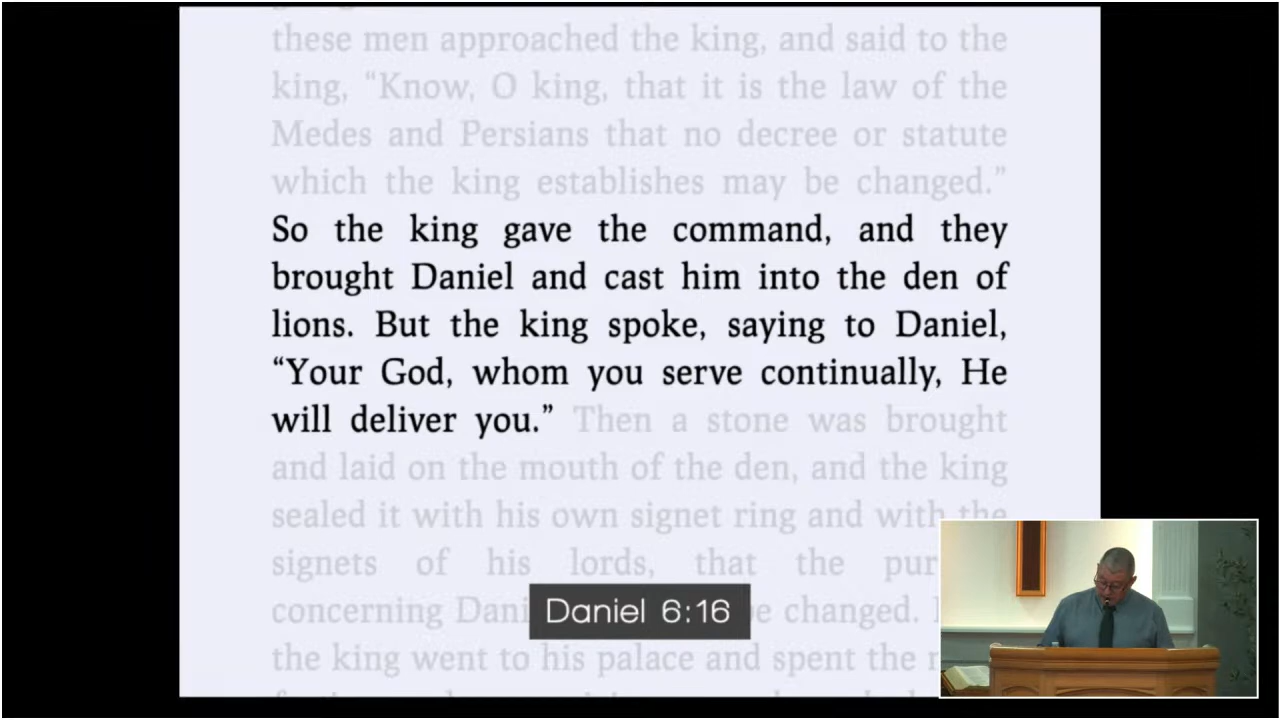 these men approached the king, and said to the
king, “Know, O king, that it is the law of the
Medes and Persians that no decree or statute
which the king establishes may be changed.”
So the king gave the command, and they
brought Daniel and cast him into the den of
lions. But the king spoke, saying to Daniel,
“Your God, whom you serve continually, He
will deliver you.” Then a stone was brought
and laid on the mouth of the den, and the king
sealed it with his own signet ring and with the
signets of his lords, that the pur
concerning Dani be changed.
the king went to his palace and spent the
Daniel 6:16